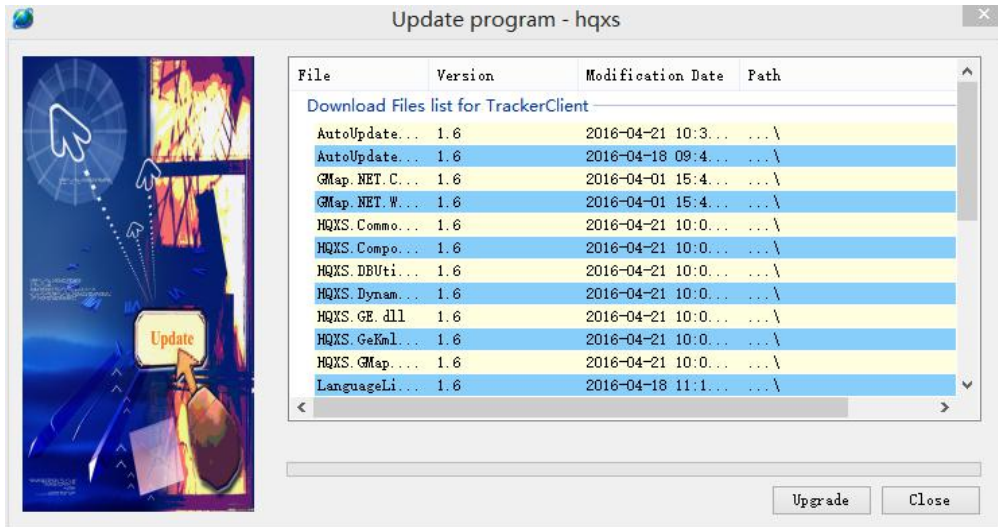 Update program - hqxs
File Version Modification Date Path
Download Files list for TrackerClient
AutoUpdate... 1.6 2016-04-21 10:3... ...\
AutoUpdate... 1.6 2016-04-18 09:4... ...\
GMap.NET.C... 1.6 2016-04-01 15:4... ...\
GMap.NET.W... 1.6 2016-04-01 15:4... ...\
HQXS.Commo... 1.6 2016-04-21 10:0... ...\
HQXS.Compo... 1.6 2016-04-21 10:0... ...\
HQXS.DBUti... 1.6 2016-04-21 10:0... ...\
HQXS.Dynam... 1.6 2016-04-21 10:0... ...\
HQXS.GE.dll 1.6 2016-04-21 10:0... ...\
HQXS.GeKml... 1.6 2016-04-21 10:0... ...\
HQXS.GMap.... 1.6 2016-04-21 10:0... ...\
LanguageLi... 1.6 2016-04-18 11:1... ...\
Update
Upgrade Close